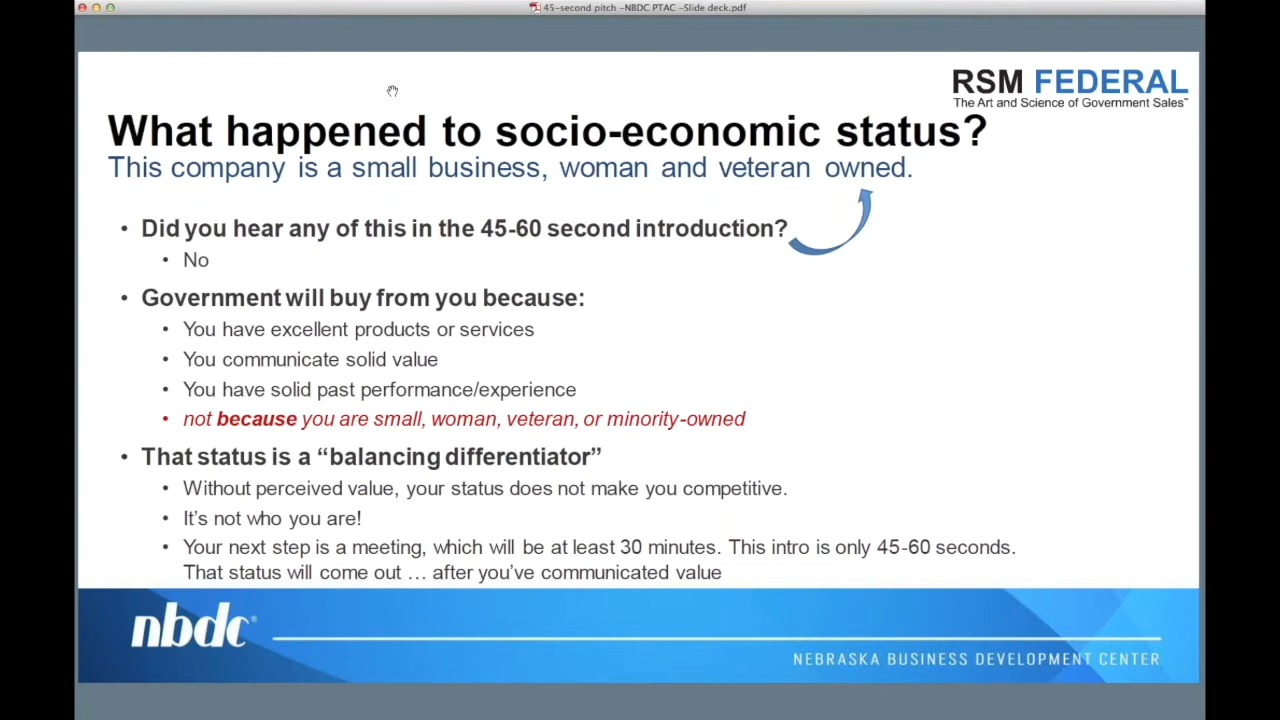 45-second pitch -NBDC PTAC -Slide deck.pdf
RSM FEDERAL
The Art and Science of Government Sales™
What happened to socio-economic status?
This company is a small business, woman and veteran owned.
• Did you hear any of this in the 45-60 second introduction?
• No
• Government will buy from you because:
• You have excellent products or services
• You communicate solid value
• You have solid past performance/experience
• not because you are small, woman, veteran, or minority-owned
• That status is a “balancing differentiator”
• Without perceived value, your status does not make you competitive.
• It's not who you are!
• Your next step is a meeting, which will be at least 30 minutes. This intro is only 45-60 seconds.
That status will come out … after you've communicated value
nbdc®
NEBRASKA BUSINESS DEVELOPMENT CENTER